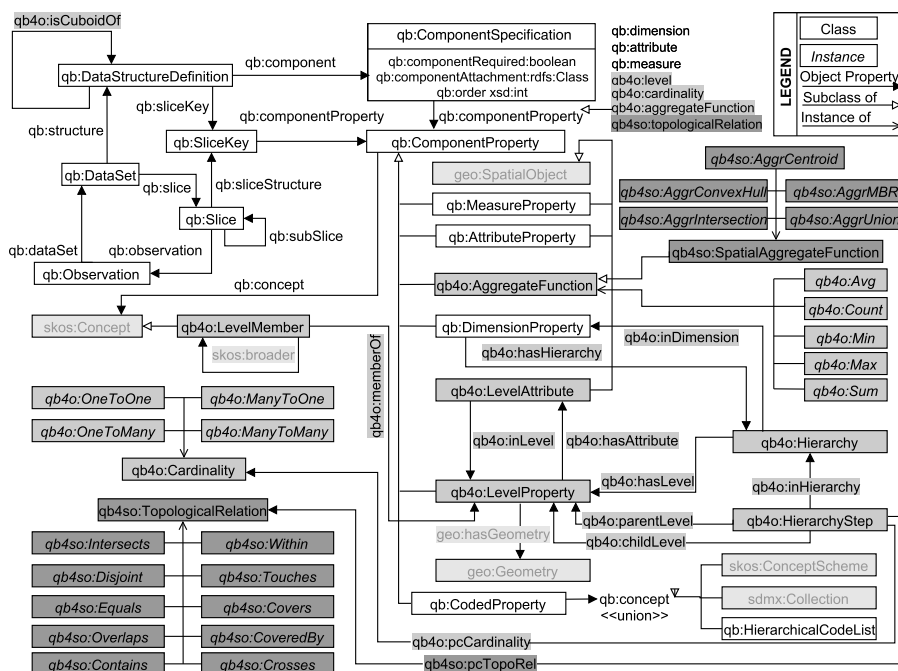 qb4o:isCuboidOf
qb:DataStructureDefinition
qb:component
qb:ComponentSpecification
qb:componentRequired:boolean
qb:componentAttachment:rdfs:Class
qb:order xsd:int
qb:dimension
qb:attribute
qb:measure
qb4o:level
qb4o:cardinality
qb4o:aggregateFunction
qb4so:topologicalRelation
LEGEND
Class
Instance
Object Property
Subclass of
Instance of
qb:structure
qb:sliceKey
qb:componentProperty
qb:componentProperty
qb:SliceKey
qb:ComponentProperty
qb:DataSet
qb:slice
qb:sliceStructure
qb:Slice
qb:subSlice
qb:dataSet
qb:observation
qb:Observation
qb:concept
geo:SpatialObject
qb:MeasureProperty
qb:AttributeProperty
qb4o:AggregateFunction
qb:DimensionProperty
qb4so:AggrCentroid
qb4so:AggrConvexHull
qb4so:AggrMBR
qb4so:AggrIntersection
qb4so:AggrUnion
qb4so:SpatialAggregateFunction
qb4o:Avg
qb4o:Count
qb4o:Min
qb4o:Max
qb4o:Sum
skos:Concept
qb4o:LevelMember
skos:broader
qb4o:memberOf
qb4o:inDimension
qb4o:hasHierarchy
qb4o:OneToOne
qb4o:ManyToOne
qb4o:OneToMany
qb4o:ManyToMany
qb4o:Cardinality
qb4o:LevelAttribute
qb4o:inLevel
qb4o:hasAttribute
qb4o:Hierarchy
qb4o:hasLevel
qb4o:inHierarchy
qb4o:LevelProperty
qb4o:parentLevel
qb4o:HierarchyStep
qb4o:childLevel
geo:hasGeometry
geo:Geometry
qb4so:TopologicalRelation
qb4so:Intersects
qb4so:Within
qb4so:Disjoint
qb4so:Touches
qb4so:Equals
qb4so:Covers
qb4so:Overlaps
qb4so:CoveredBy
qb4so:Contains
qb4so:Crosses
qb:CodedProperty
qb:concept
<<union>>
skos:ConceptScheme
sdmx:Collection
qb:HierarchicalCodeList
qb4o:pcCardinality
qb4so:pcTopoRel